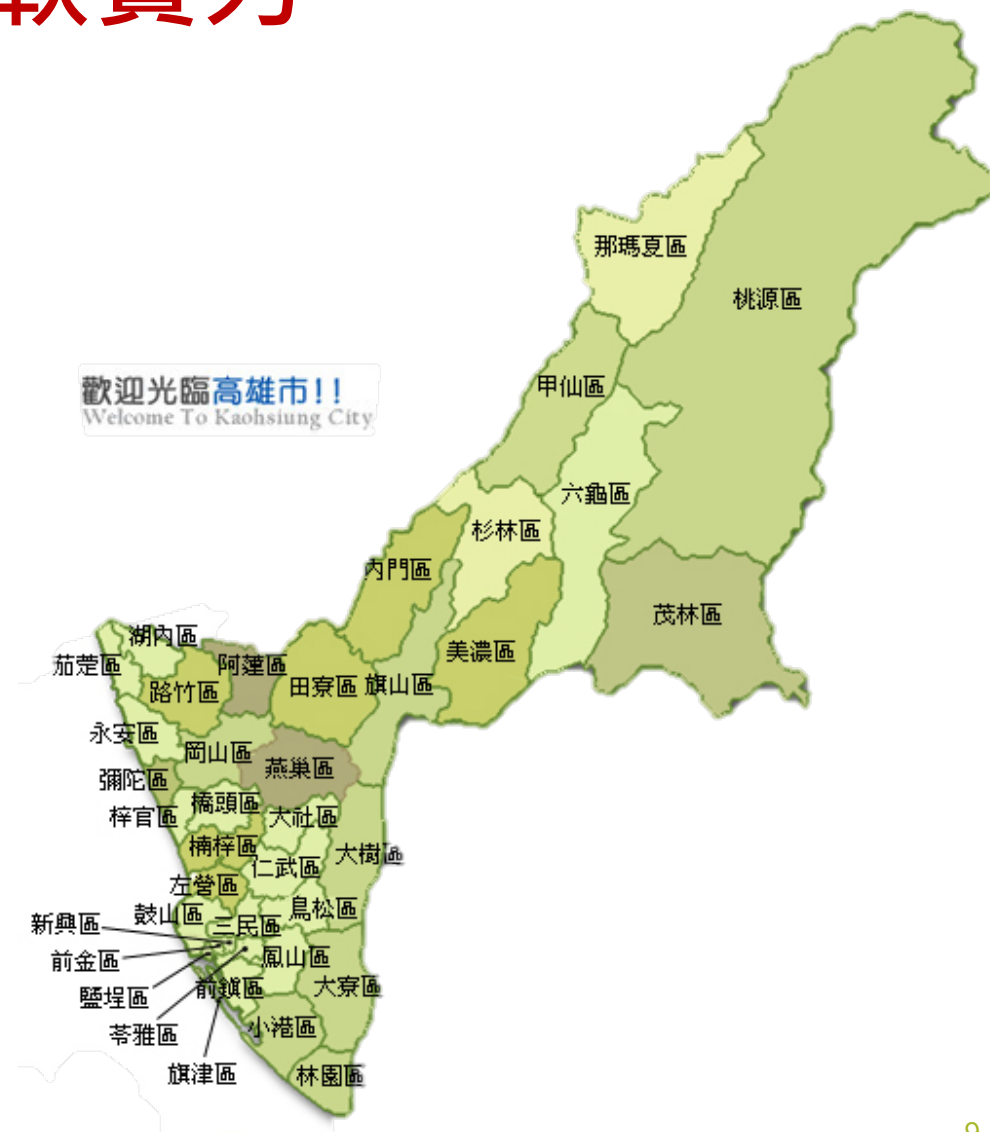 軟實力
那瑪夏區
桃源區
甲仙區
歡迎光臨高雄市!!
Welcome To Kaohsiung City
六龜區
杉林區
內門區
茂林區
湖內區
美濃區
茄萣區
阿蓮區
路竹區
田寮區
旗山區
永安區
岡山區
燕巢區
彌陀區
橋頭區
梓官區
大社區
楠梓區
大樹區
仁武區
左營區
鳥松區
鼓山區
新興區
三民區
前金區
鳳山區
前鎮區
大寮區
鹽埕區
小港區
苓雅區
旗津區
林園區
9